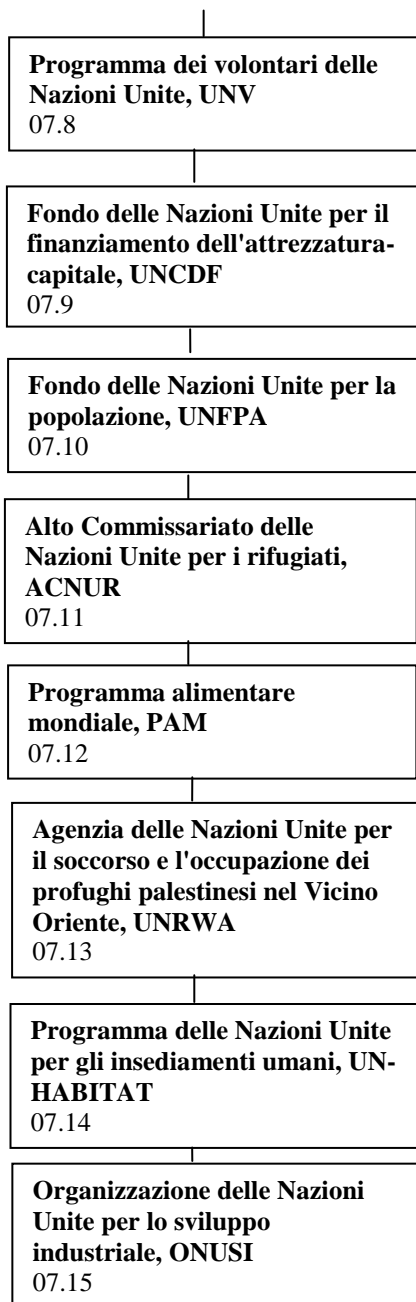 Programma dei volontari delle
Nazioni Unite, UNV
07.8
Fondo delle Nazioni Unite per il
finanziamento dell'attrezzatura-
capitale, UNCDF
07.9
Fondo delle Nazioni Unite per la
popolazione, UNFPA
07.10
Alto Commissariato delle
Nazioni Unite per i rifugiati,
ACNUR
07.11
Programma alimentare
mondiale, PAM
07.12
Agenzia delle Nazioni Unite per
il soccorso e l'occupazione dei
profughi palestinesi nel Vicino
Oriente, UNRWA
07.13
Programma delle Nazioni Unite
per gli insediamenti umani, UN-
HABITAT
07.14
Organizzazione delle Nazioni
Unite per lo sviluppo
industriale, ONUSI
07.15